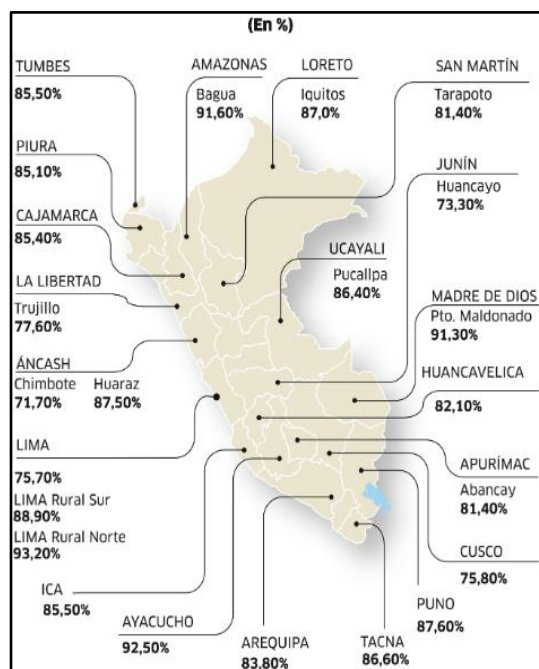 (En %)
TUMBES
85,50%
AMAZONAS
Bagua
91,60%
LORETO
Iquitos
87,0%
SAN MARTÍN
Tarapoto
81,40%
PIURA
85,10%
JUNÍN
Huancayo
73,30%
CAJAMARCA
85,40%
UCAYALI
Pucallpa
86,40%
LA LIBERTAD
Trujillo
77,60%
MADRE DE DIOS
Pto. Maldonado
91,30%
ÁNCASH
Chimbote
71,70%
Huaraz
87,50%
HUANCAVELICA
82,10%
LIMA
75,70%
LIMA Rural Sur
88,90%
LIMA Rural Norte
93,20%
APURÍMAC
Abancay
81,40%
CUSCO
75,80%
ICA
85,50%
PUNO
87,60%
AYACUCHO
92,50%
AREQUIPA
83,80%
TACNA
86,60%